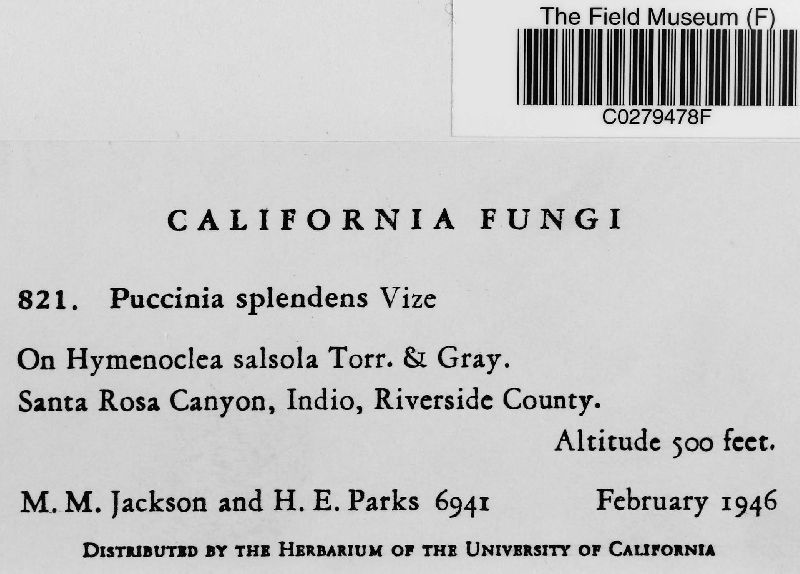 The Field Museum (F)
C0279478F
CALIFORNIA FUNGI
821. Puccinia splendens Vize
On Hymenoclea salsola Torr. & Gray.
Santa Rosa Canyon, Indio, Riverside County.
Altitude 500 feet.
M. M. Jackson and H. E. Parks 6941 February 1946
DISTRIBUTED BY THE HERBARIUM OF THE UNIVERSITY OF CALIFORNIA